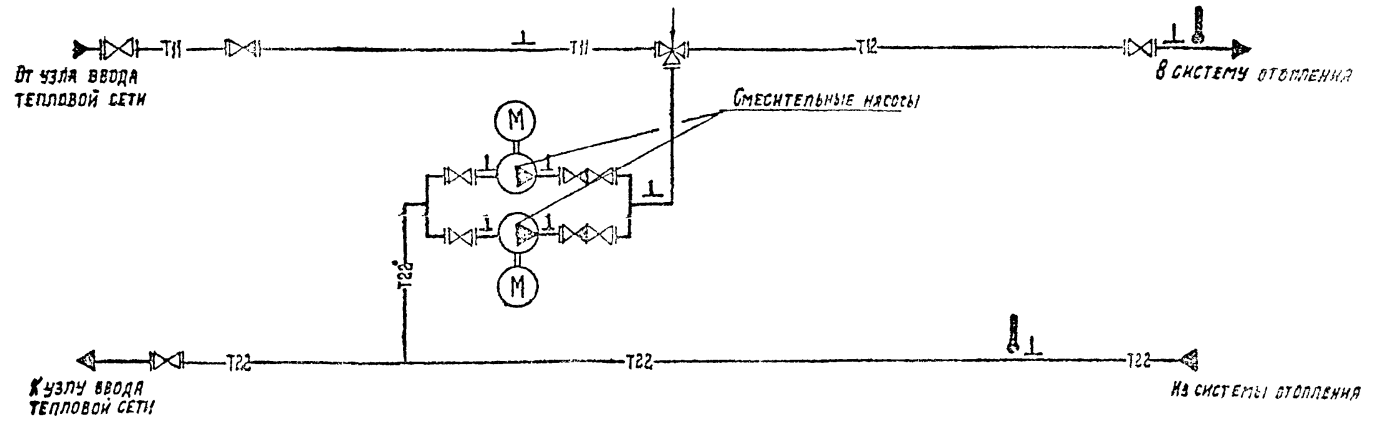 Т11
Т11
Т12
От узла ввода
тепловой сети
В систему отопления
Смесительные насосы
М
Т22
М
Т22
Т22
Т22
К узлу ввода
тепловой сети
Из системы отопления